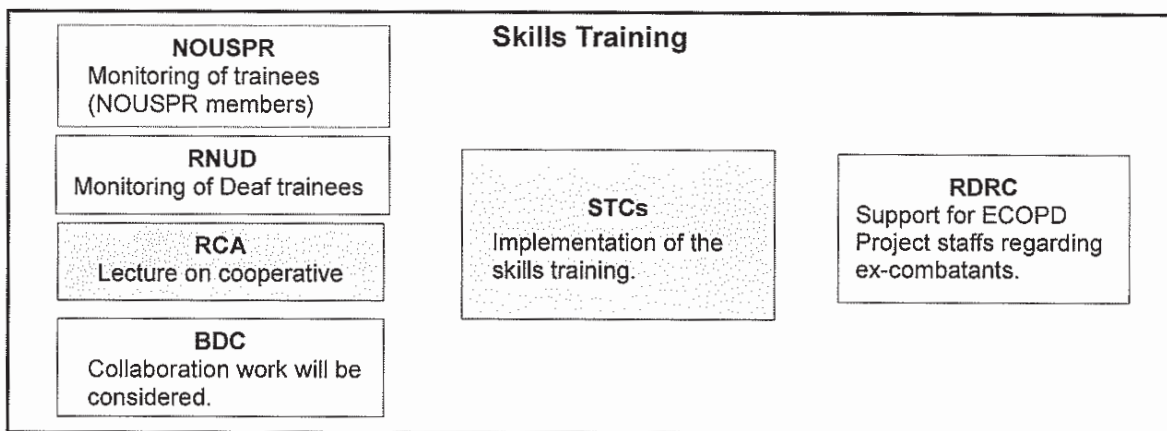 Skills Training
NOUSPR
Monitoring of trainees
(NOUSPR members)
RNUD
Monitoring of Deaf trainees
RCA
Lecture on cooperative
BDC
Collaboration work will be
considered.
STCs
Implementation of the
skills training.
RDRC
Support for ECOPD
Project staffs regarding
ex-combatants.